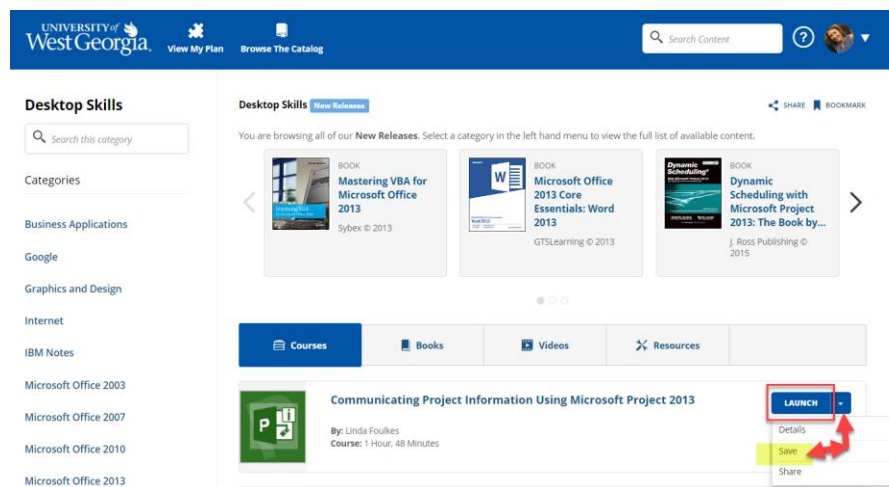 UNIVERSITY of
West Georgia.
View My Plan
Browse The Catalog
Search Content
?
Desktop Skills
Search this category
Categories
Business Applications
Google
Graphics and Design
Internet
IBM Notes
Microsoft Office 2003
Microsoft Office 2007
Microsoft Office 2010
Microsoft Office 2013
Desktop Skills New Releases
SHARE BOOKMARK
You are browsing all of our New Releases. Select a category in the left hand menu to view the full list of available content.
BOOK
Mastering VBA for
Microsoft Office
2013
Sybex © 2013
W
BOOK
Microsoft Office
2013 Core
Essentials: Word
2013
GTSLearning © 2013
Dynamic
Scheduling
BOOK
Dynamic
Scheduling with
Microsoft Project
2013: The Book by...
J. Ross Publishing ©
2015
Courses
Books
Videos
Resources
P
Communicating Project Information Using Microsoft Project 2013
By: Linda Foulkes
Course: 1 Hour, 48 Minutes
LAUNCH
Details
Save
Share